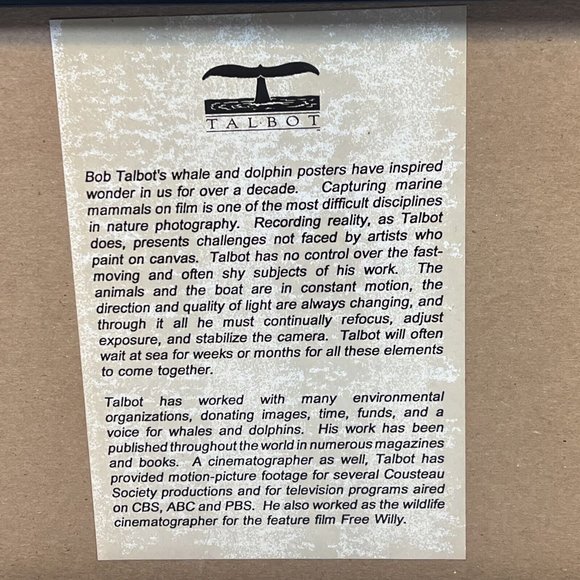 TALBOT
Bob Talbot's whale and dolphin posters have inspired
wonder in us for over a decade. Capturing marine
mammals on film is one of the most difficult disciplines
in nature photography. Recording reality, as Talbot
does, presents challenges not faced by artists who
paint on canvas. Talbot has no control over the fast-
moving and often shy subjects of his work. The
animals and the boat are in constant motion, the
direction and quality of light are always changing, and
through it all he must continually refocus, adjust
exposure, and stabilize the camera. Talbot will often
wait at sea for weeks or months for all these elements
to come together.
Talbot has worked with many environmental
organizations, donating images, time, funds, and a
voice for whales and dolphins. His work has been
published throughout the world in numerous magazines
and books. A cinematographer as well, Talbot has
provided motion-picture footage for several Cousteau
Society productions and for television programs aired
on CBS, ABC and PBS. He also worked as the wildlife
cinematographer for the feature film Free Willy.